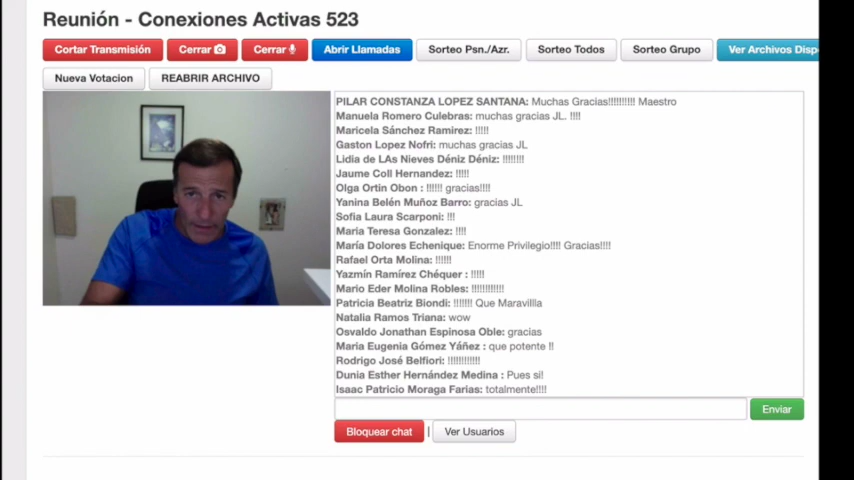 Reunión - Conexiones Activas 523
Cortar Transmisión Cerrar Cerrar Abrir Llamadas Sorteo Psn./Azr. Sorteo Todos Sorteo Grupo Ver Archivos Disp
Nueva Votacion REABRIR ARCHIVO
PILAR CONSTANZA LOPEZ SANTANA: Muchas Gracias!!!!!!!!!! Maestro
Manuela Romero Culebras: muchas gracias JL. !!!!
Maricela Sánchez Ramirez: !!!!!
Gaston Lopez Nofri: muchas gracias JL
Lidia de LAs Nieves Déniz Déniz: !!!!!!!!
Jaume Coll Hernandez: !!!!!
Olga Ortin Obon : !!!!!! gracias!!!!
Yanina Belén Muñoz Barro: gracias JL
Sofia Laura Scarponi: !!!
Maria Teresa Gonzalez: !!!!
María Dolores Echenique: Enorme Privilegio!!!! Gracias!!!!
Rafael Orta Molina: !!!!!!
Yazmín Ramírez Chéquer : !!!!!
Mario Eder Molina Robles: !!!!!!!!!!!!
Patricia Beatriz Biondi: !!!!!!! Que Maravillla
Natalia Ramos Triana: wow
Osvaldo Jonathan Espinosa Oble: gracias
Maria Eugenia Gómez Yáñez : que potente !!
Rodrigo José Belfiori: !!!!!!!!!!!!
Dunia Esther Hernández Medina : Pues si!
Isaac Patricio Moraga Farias: totalmente!!!!
Enviar
Bloquear chat | Ver Usuarios